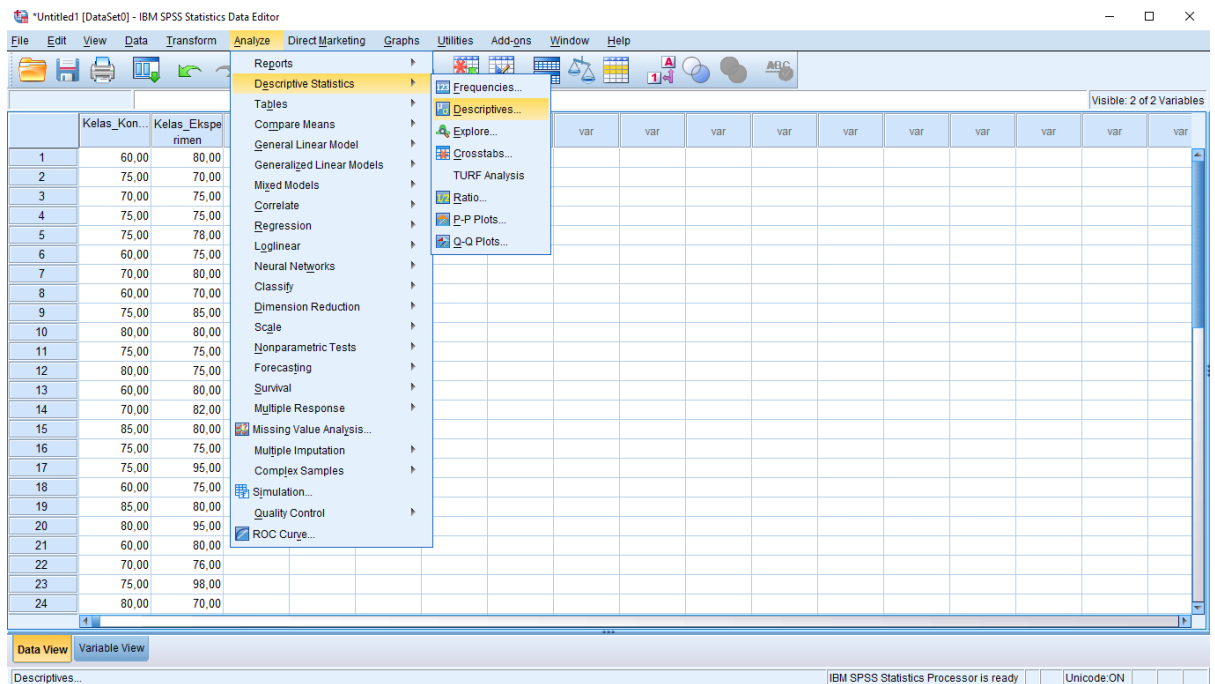 *Untitled1 [DataSet0] - IBM SPSS Statistics Data Editor
File Edit View Data Transform Analyze Direct Marketing Graphs Utilities Add-ons Window Help
Visible: 2 of 2 Variables
Reports
Descriptive Statistics
Tables
Compare Means
General Linear Model
Generalized Linear Models
Mixed Models
Correlate
Regression
Loglinear
Neural Networks
Classify
Dimension Reduction
Scale
Nonparametric Tests
Forecasting
Survival
Multiple Response
Missing Value Analysis...
Multiple Imputation
Complex Samples
Simulation...
Quality Control
ROC Curve...
Frequencies...
Descriptives...
Explore...
Crosstabs...
TURF Analysis
Ratio...
P-P Plots...
Q-Q Plots...
Kelas_Kon... Kelas_Eksperimen var var var var var var var var var var
1 60,00 80,00
2 75,00 70,00
3 70,00 75,00
4 75,00 75,00
5 75,00 78,00
6 60,00 75,00
7 70,00 80,00
8 60,00 70,00
9 75,00 85,00
10 80,00 80,00
11 75,00 75,00
12 80,00 75,00
13 60,00 80,00
14 70,00 82,00
15 85,00 80,00
16 75,00 75,00
17 75,00 95,00
18 60,00 75,00
19 85,00 80,00
20 80,00 95,00
21 60,00 80,00
22 70,00 76,00
23 75,00 98,00
24 80,00 70,00
Data View Variable View
Descriptives... IBM SPSS Statistics Processor is ready Unicode:ON